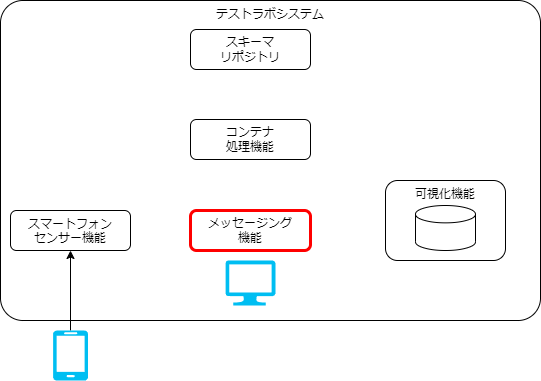 テストラボシステム
スキーマ
リポジトリ
コンテナ
処理機能
可視化機能
スマートフォン
センサー機能
メッセージング
機能